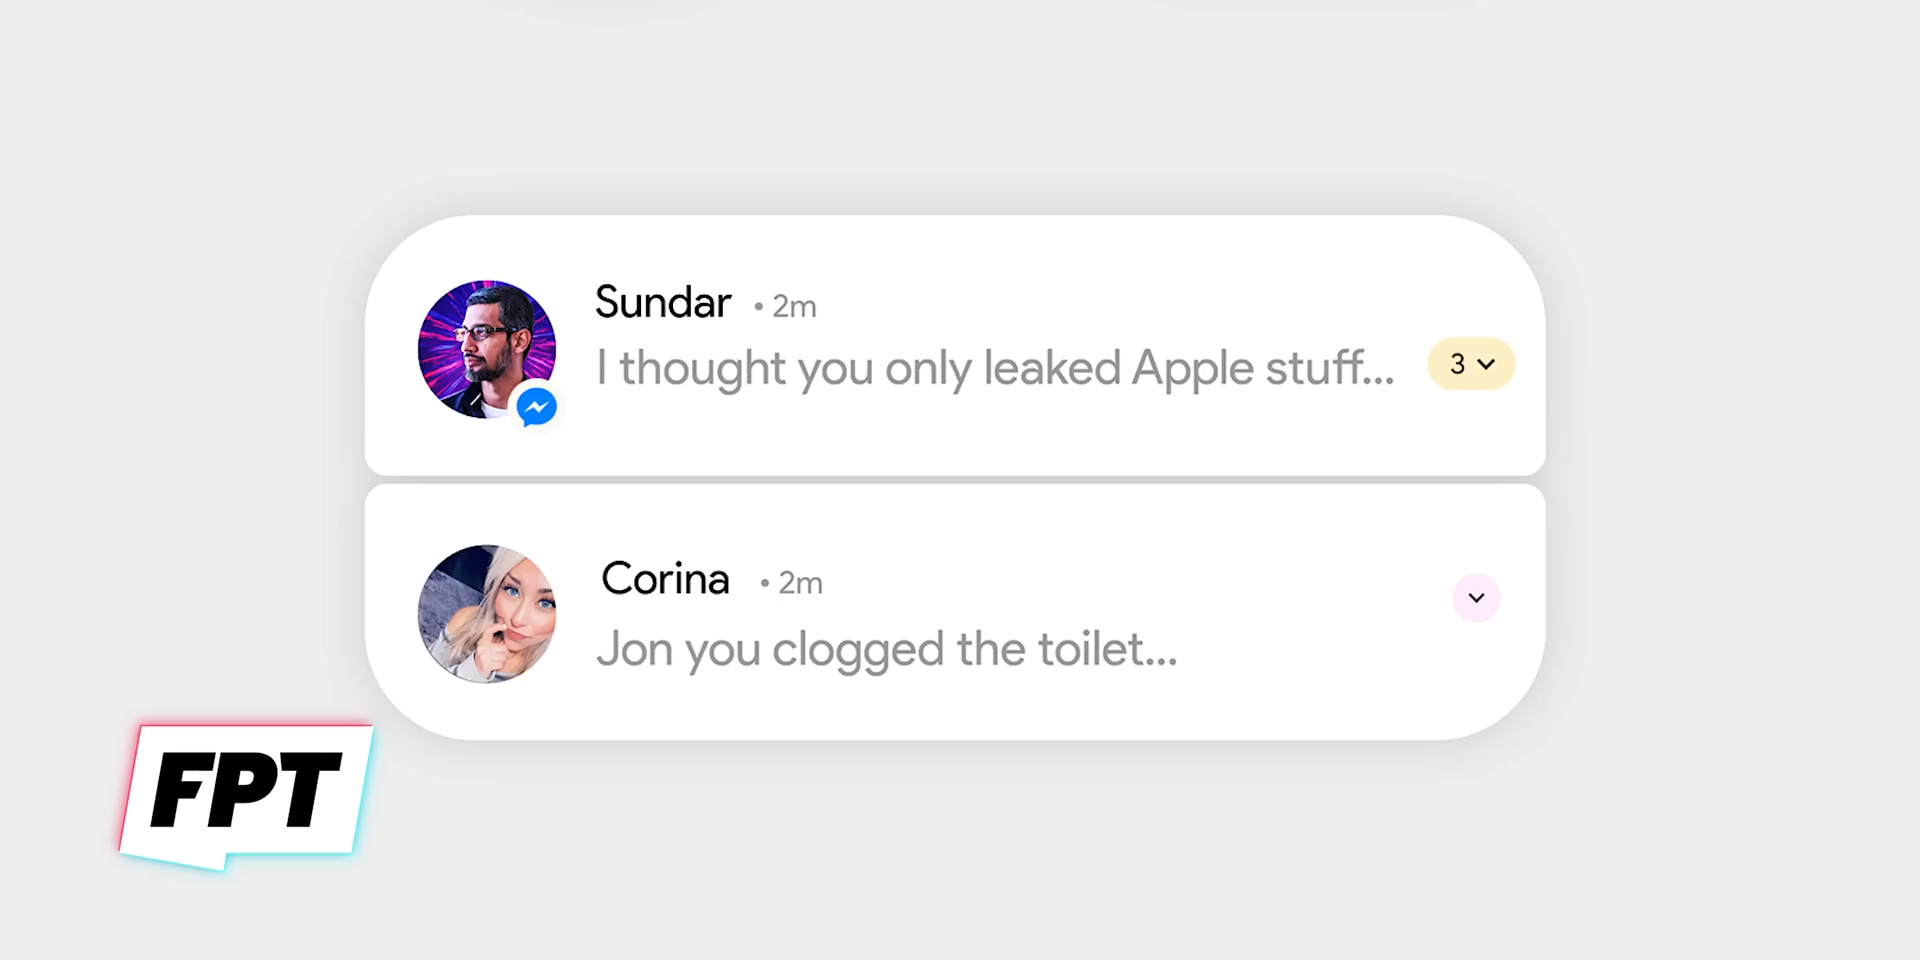 Sundar • 2m
I thought you only leaked Apple stuff...
3
Corina • 2m
Jon you clogged the toilet...
FPT